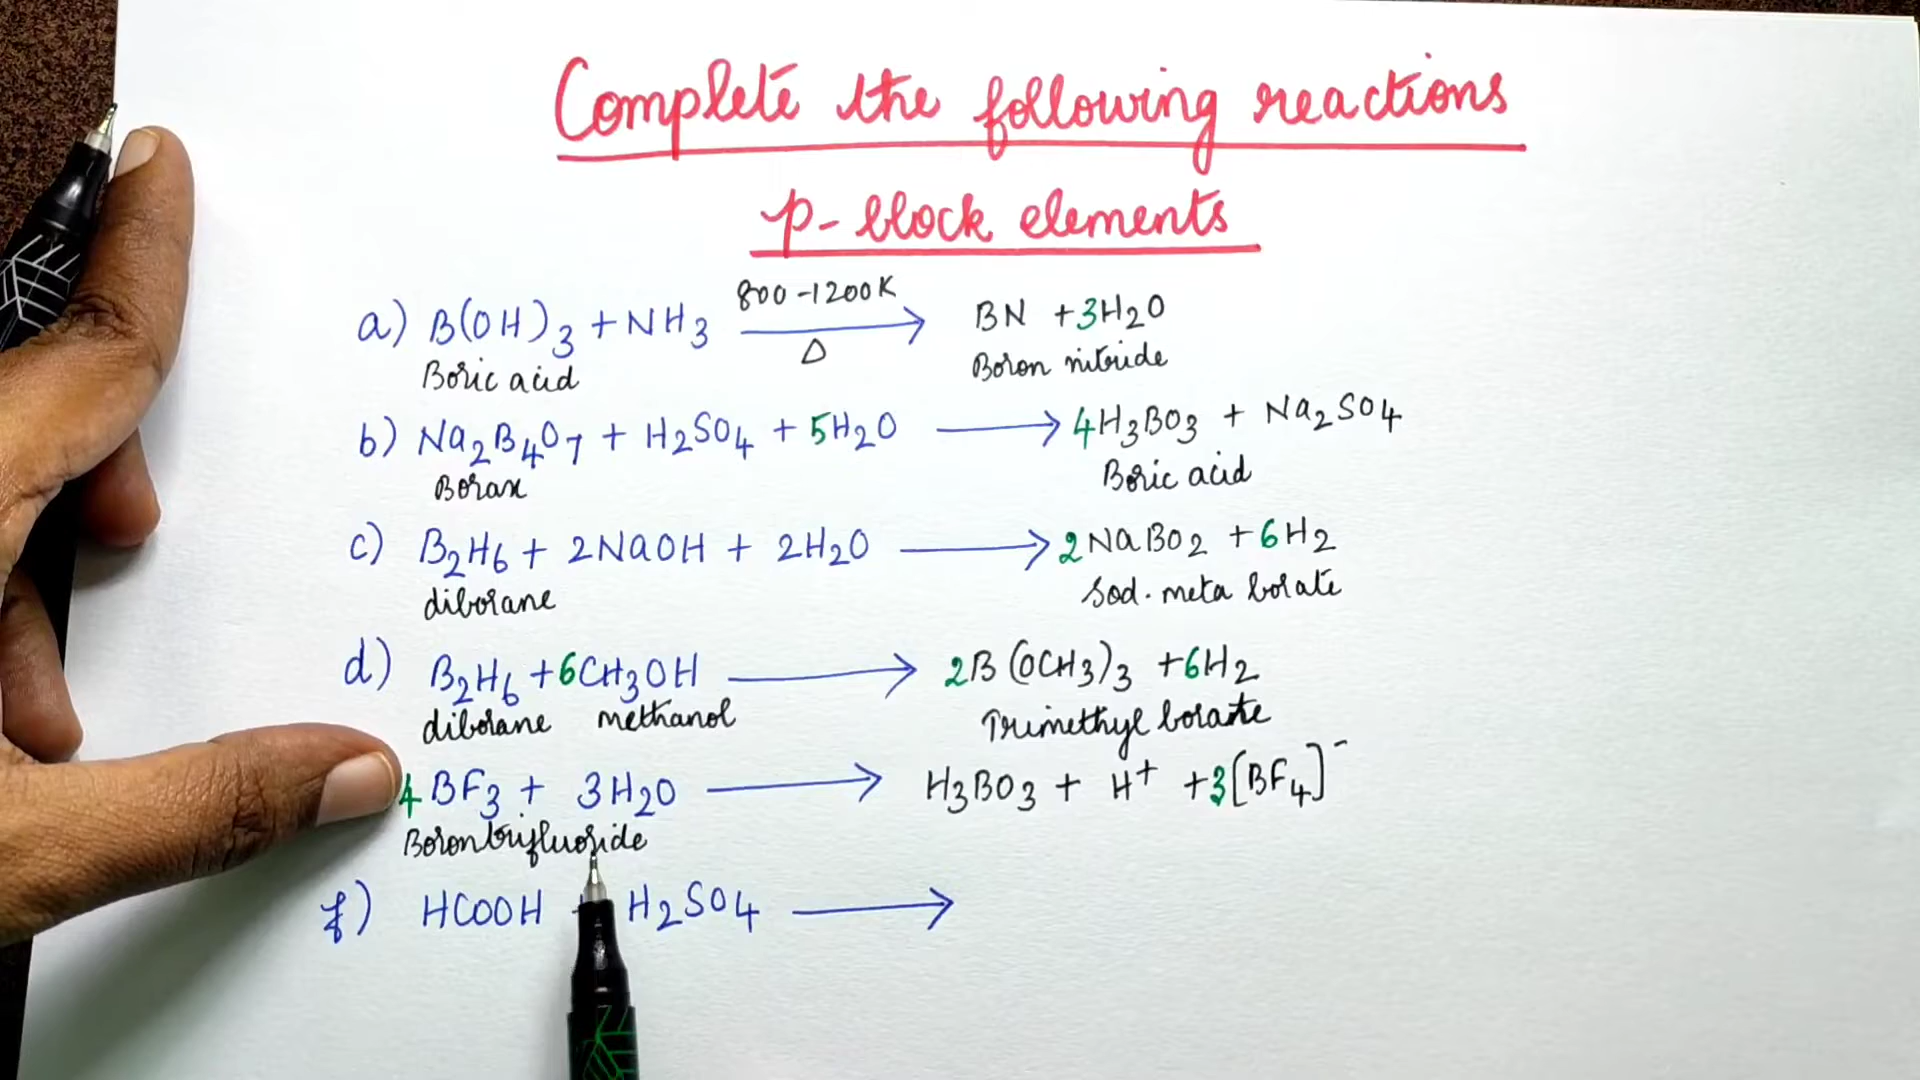 Complete the following reactions
p-block elements
800-1200K
a) B(OH)3 + NH3 ⟶ BN + 3H2O
Δ
Boric acid Boron nitride
b) Na2B4O7 + H2SO4 + 5H2O ⟶ 4H3BO3 + Na2SO4
Borax Boric acid
c) B2H6 + 2NaOH + 2H2O ⟶ 2NaBO2 + 6H2
diborane Sod. meta borate
d) B2H6 + 6CH3OH ⟶ 2B(OCH3)3 + 6H2
diborane methanol Trimethyl borate
4BF3 + 3H2O ⟶ H3BO3 + H+ + 3[BF4]-
Borontrifluoride
f) HCOOH + H2SO4 ⟶